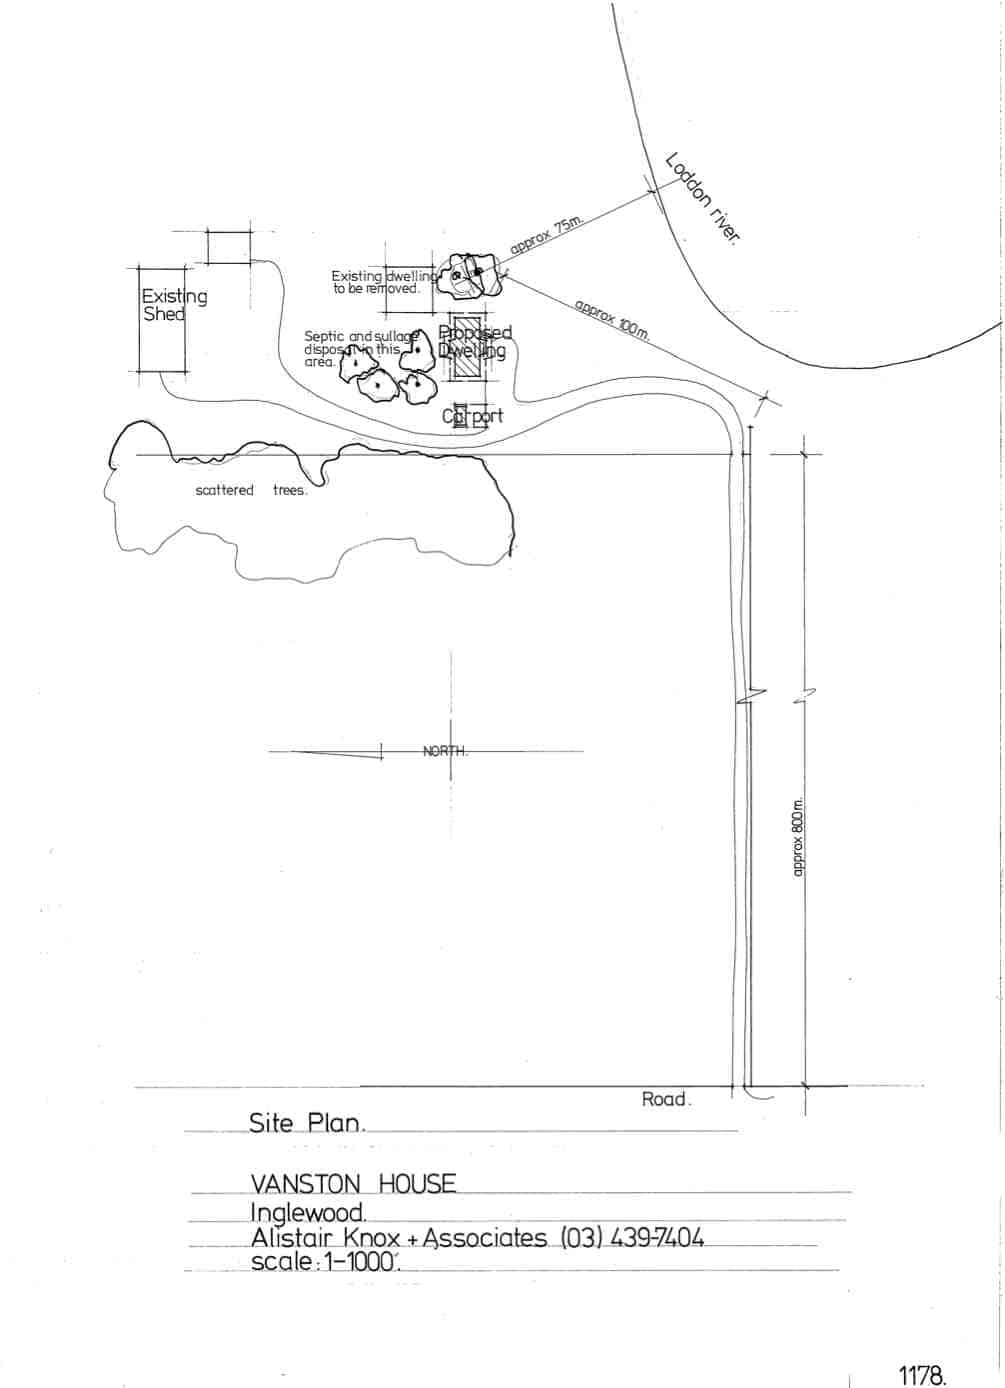 Loddon river.
approx 75m.
Existing dwelling
to be removed.
Existing
Shed
approx 100m.
Septic and sullage
disposal in this
area.
Proposed
Dwelling
Carport
scattered trees.
NORTH.
approx 800m.
Road.
Site Plan.
VANSTON HOUSE
Inglewood.
Alistair Knox + Associates (03) 439-7404
scale: 1-1000.
1178.